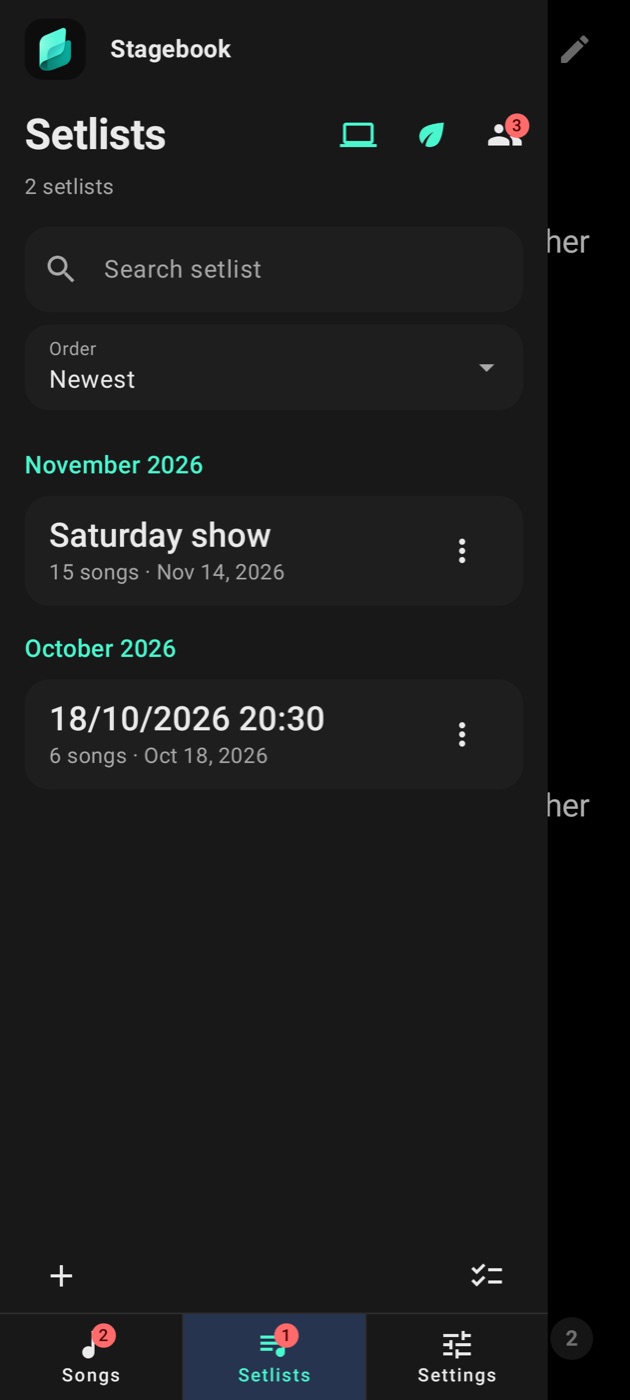 Stagebook
Setlists
3
2 setlists
her
Search setlist
Order
Newest
November 2026
Saturday show
15 songs · Nov 14, 2026
October 2026
18/10/2026 20:30
6 songs · Oct 18, 2026
her
2
Songs
1
Setlists
Settings
2